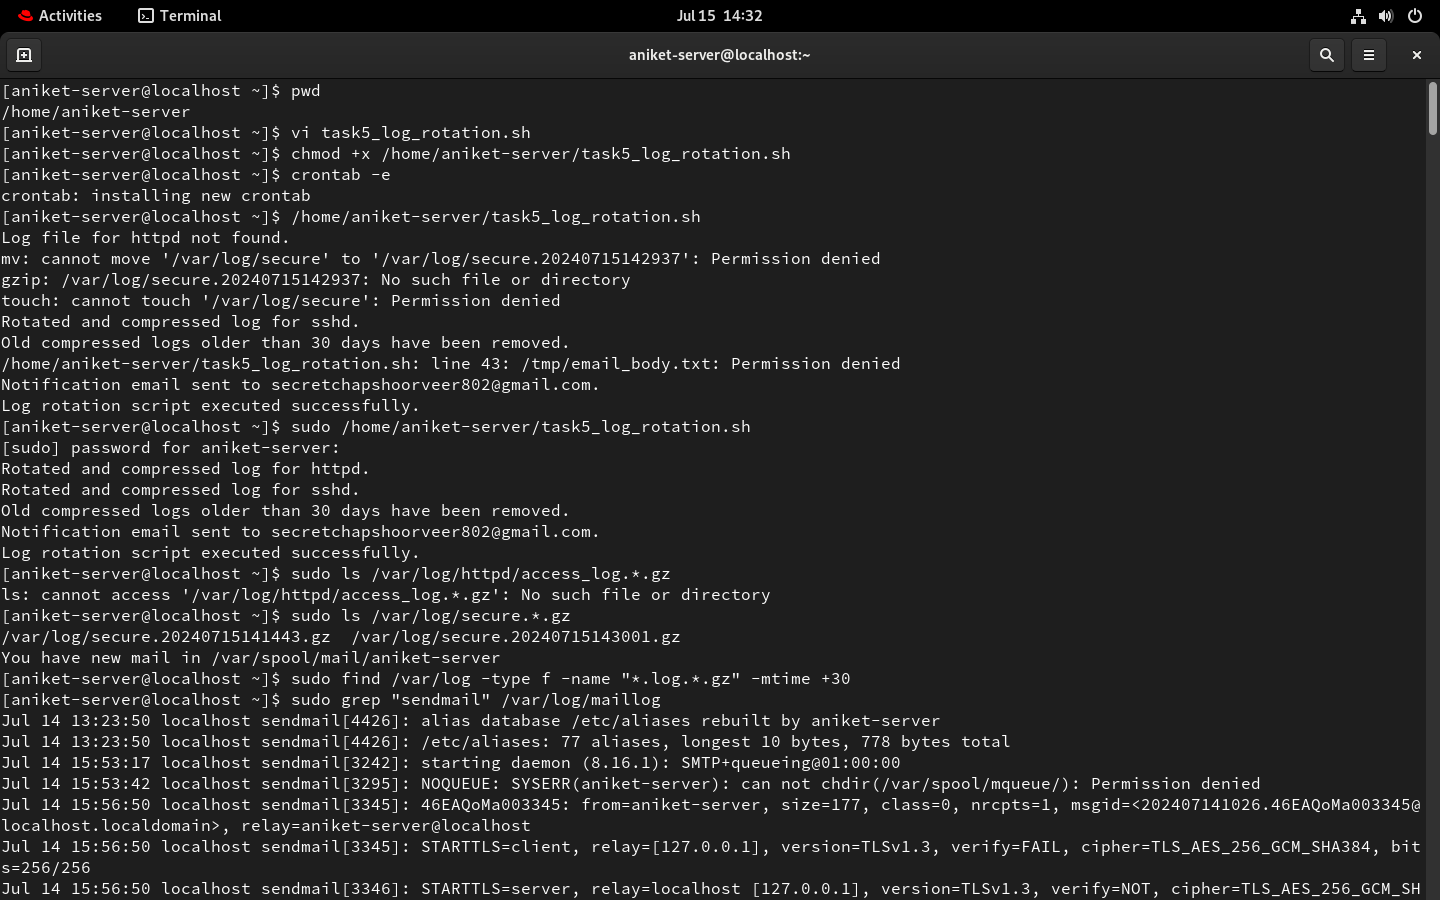 Activities
Terminal
Jul 15 14:32
aniket-server@localhost:~
[aniket-server@localhost ~]$ pwd
/home/aniket-server
[aniket-server@localhost ~]$ vi task5_log_rotation.sh
[aniket-server@localhost ~]$ chmod +x /home/aniket-server/task5_log_rotation.sh
[aniket-server@localhost ~]$ crontab -e
crontab: installing new crontab
[aniket-server@localhost ~]$ /home/aniket-server/task5_log_rotation.sh
Log file for httpd not found.
mv: cannot move '/var/log/secure' to '/var/log/secure.20240715142937': Permission denied
gzip: /var/log/secure.20240715142937: No such file or directory
touch: cannot touch '/var/log/secure': Permission denied
Rotated and compressed log for sshd.
Old compressed logs older than 30 days have been removed.
/home/aniket-server/task5_log_rotation.sh: line 43: /tmp/email_body.txt: Permission denied
Notification email sent to secretchapshoorveer802@gmail.com.
Log rotation script executed successfully.
[aniket-server@localhost ~]$ sudo /home/aniket-server/task5_log_rotation.sh
[sudo] password for aniket-server:
Rotated and compressed log for httpd.
Rotated and compressed log for sshd.
Old compressed logs older than 30 days have been removed.
Notification email sent to secretchapshoorveer802@gmail.com.
Log rotation script executed successfully.
[aniket-server@localhost ~]$ sudo ls /var/log/httpd/access_log.*.gz
ls: cannot access '/var/log/httpd/access_log.*.gz': No such file or directory
[aniket-server@localhost ~]$ sudo ls /var/log/secure.*.gz
/var/log/secure.20240715141443.gz  /var/log/secure.20240715143001.gz
You have new mail in /var/spool/mail/aniket-server
[aniket-server@localhost ~]$ sudo find /var/log -type f -name "*.log.*.gz" -mtime +30
[aniket-server@localhost ~]$ sudo grep "sendmail" /var/log/maillog
Jul 14 13:23:50 localhost sendmail[4426]: alias database /etc/aliases rebuilt by aniket-server
Jul 14 13:23:50 localhost sendmail[4426]: /etc/aliases: 77 aliases, longest 10 bytes, 778 bytes total
Jul 14 15:53:17 localhost sendmail[3242]: starting daemon (8.16.1): SMTP+queueing@01:00:00
Jul 14 15:53:42 localhost sendmail[3295]: NOQUEUE: SYSERR(aniket-server): can not chdir(/var/spool/mqueue/): Permission denied
Jul 14 15:56:50 localhost sendmail[3345]: 46EAQoMa003345: from=aniket-server, size=177, class=0, nrcpts=1, msgid=<202407141026.46EAQoMa003345@
localhost.localdomain>, relay=aniket-server@localhost
Jul 14 15:56:50 localhost sendmail[3345]: STARTTLS=client, relay=[127.0.0.1], version=TLSv1.3, verify=FAIL, cipher=TLS_AES_256_GCM_SHA384, bit
s=256/256
Jul 14 15:56:50 localhost sendmail[3346]: STARTTLS=server, relay=localhost [127.0.0.1], version=TLSv1.3, verify=NOT, cipher=TLS_AES_256_GCM_SH